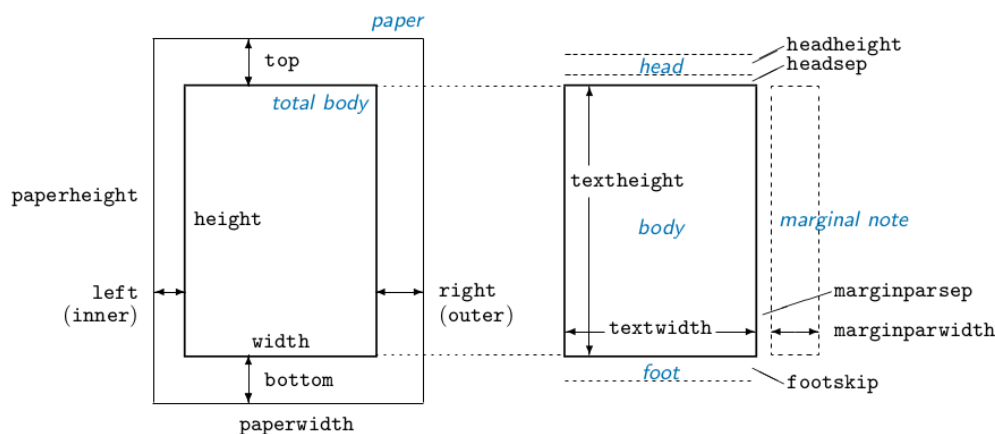 paper
top
total body
paperheight
height
left
(inner)
right
(outer)
width
bottom
paperwidth
headheight
head
headsep
textheight
body
marginal note
marginparsep
textwidth
marginparwidth
foot
footskip